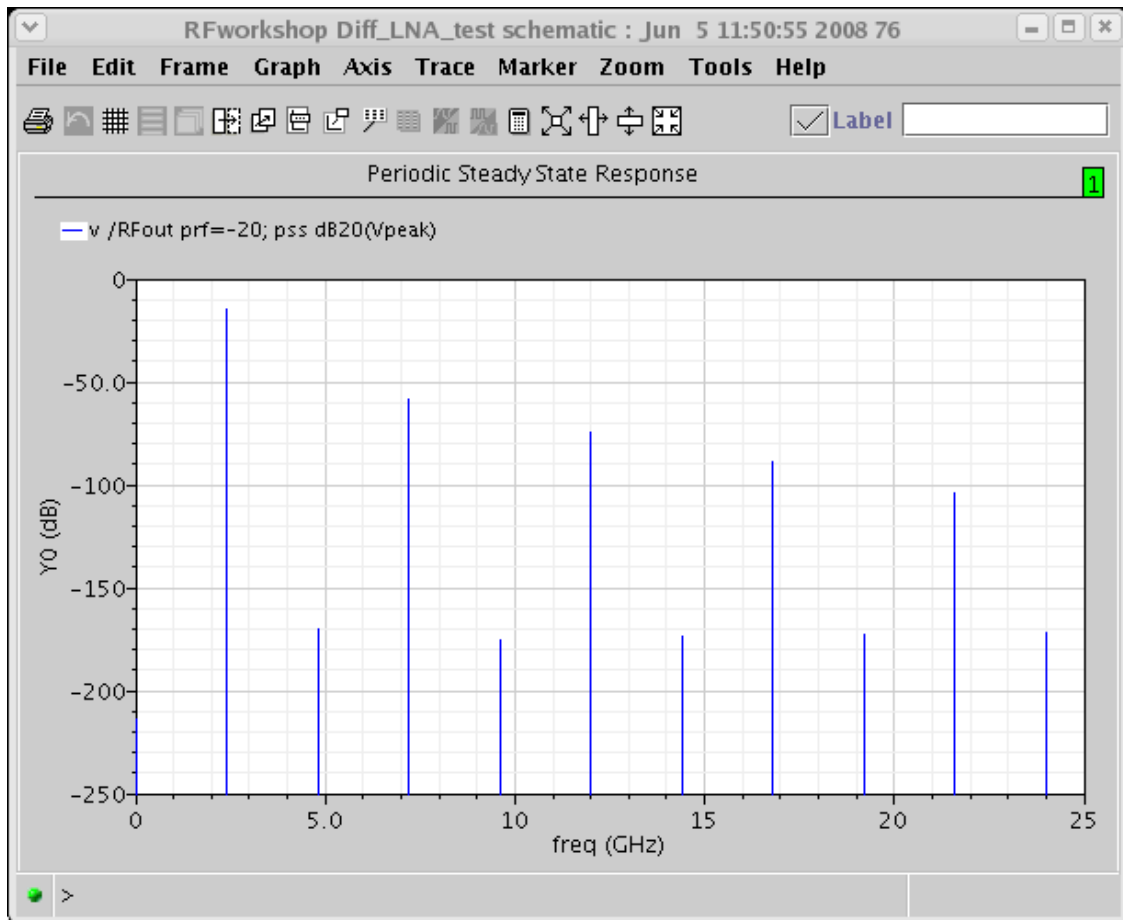 RFworkshop Diff_LNA_test schematic : Jun 5 11:50:55 2008 76
File Edit Frame Graph Axis Trace Marker Zoom Tools Help
Label
Periodic Steady State Response
1
v /RFout prf=-20; pss dB20(Vpeak)
0
-50.0
-100
-150
-200
-250
Y0 (dB)
0 5.0 10 15 20 25
freq (GHz)
>